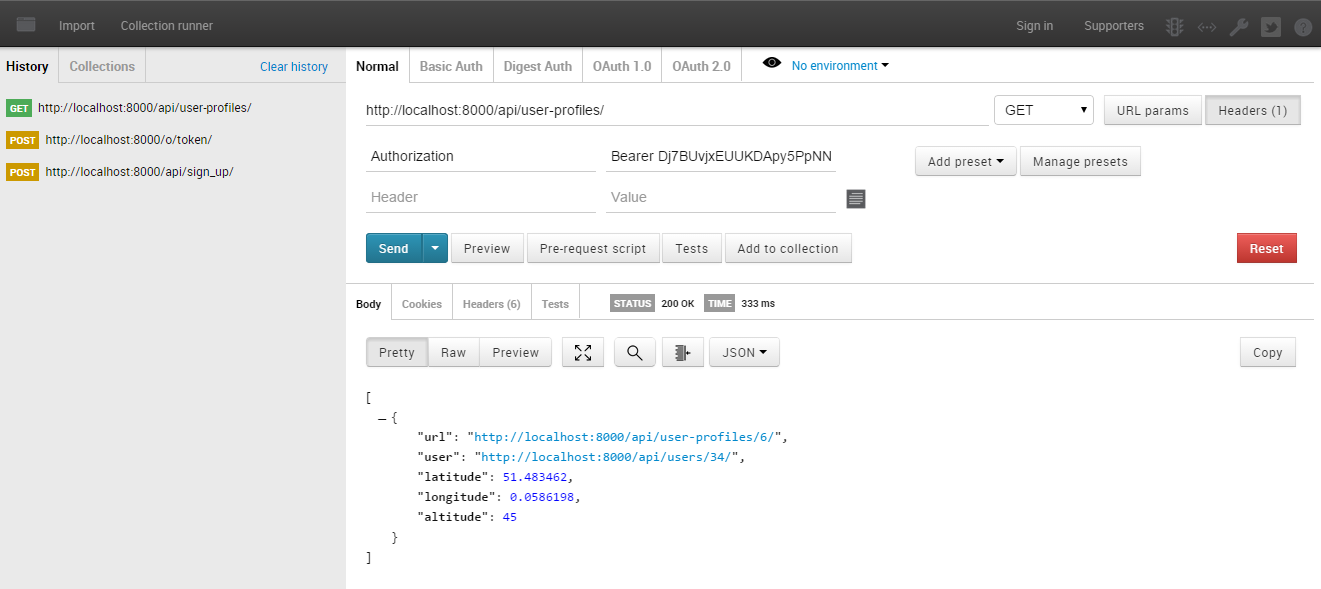 Import Collection runner Sign in Supporters
History Collections Clear history
GET http://localhost:8000/api/user-profiles/
POST http://localhost:8000/o/token/
POST http://localhost:8000/api/sign_up/
Normal Basic Auth Digest Auth OAuth 1.0 OAuth 2.0 No environment
http://localhost:8000/api/user-profiles/ GET URL params Headers (1)
Authorization Bearer Dj7BUvjxEUUKDApy5PpNN Add preset Manage presets
Header Value
Send Preview Pre-request script Tests Add to collection Reset
Body Cookies Headers (6) Tests STATUS 200 OK TIME 333 ms
Pretty Raw Preview JSON Copy
[
– {
"url": "http://localhost:8000/api/user-profiles/6/",
"user": "http://localhost:8000/api/users/34/",
"latitude": 51.483462,
"longitude": 0.0586198,
"altitude": 45
}
]